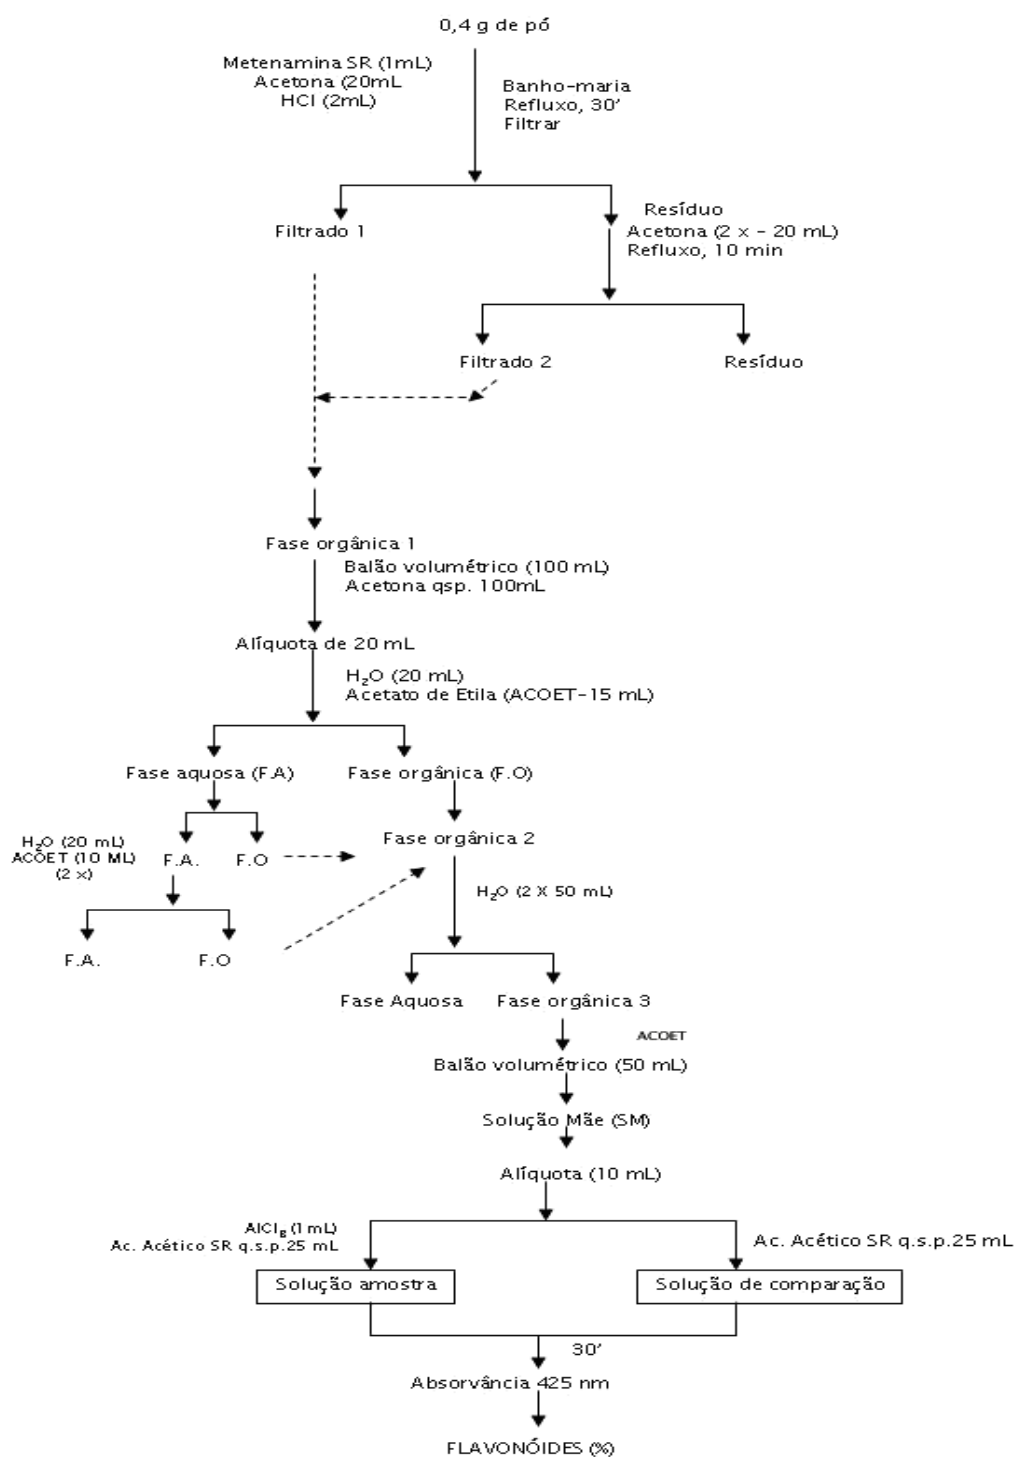 0,4 g de pó
Metenamina SR (1mL)
Acetona (20mL
HCl (2mL)
Banho-maria
Refluxo, 30'
Filtrar
Filtrado 1
Resíduo
Acetona (2 x - 20 mL)
Refluxo, 10 min
Filtrado 2
Resíduo
Fase orgânica 1
Balão volumétrico (100 mL)
Acetona qsp. 100mL
Alíquota de 20 mL
H₂O (20 mL)
Acetato de Etila (ACOET-15 mL)
Fase aquosa (F.A)
Fase orgânica (F.O)
H₂O (20 mL)
ACOET (10 ML)
(2 x)
F.A.
F.O
Fase orgânica 2
H₂O (2 X 50 mL)
F.A.
F.O
Fase Aquosa
Fase orgânica 3
ACOET
Balão volumétrico (50 mL)
Solução Mãe (SM)
Alíquota (10 mL)
(1 mL)
Ac. Acético SR q.s.p.25 mL
Ac. Acético SR q.s.p.25 mL
Solução amostra
Solução de comparação
30'
Absorvância 425 nm
FLAVONÓIDES (%)